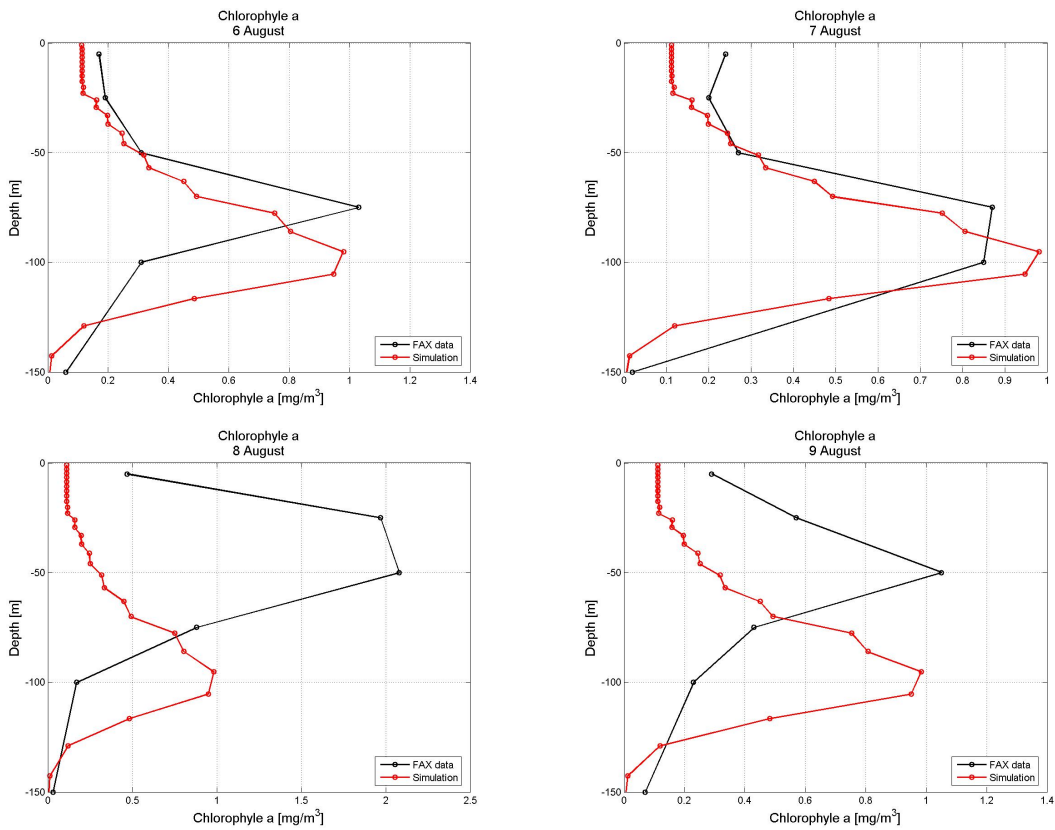 Chlorophyle a
6 August
0
-50
-100
-150
Depth [m]
0
0.2
0.4
0.6
0.8
1
1.2
1.4
Chlorophyle a [mg/m³]
FAX data
Simulation
Chlorophyle a
7 August
0
-50
-100
-150
Depth [m]
0
0.1
0.2
0.3
0.4
0.5
0.6
0.7
0.8
0.9
1
Chlorophyle a [mg/m³]
FAX data
Simulation
Chlorophyle a
8 August
0
-50
-100
-150
Depth [m]
0
0.5
1
1.5
2
2.5
Chlorophyle a [mg/m³]
FAX data
Simulation
Chlorophyle a
9 August
0
-50
-100
-150
Depth [m]
0
0.2
0.4
0.6
0.8
1
1.2
1.4
Chlorophyle a [mg/m³]
FAX data
Simulation